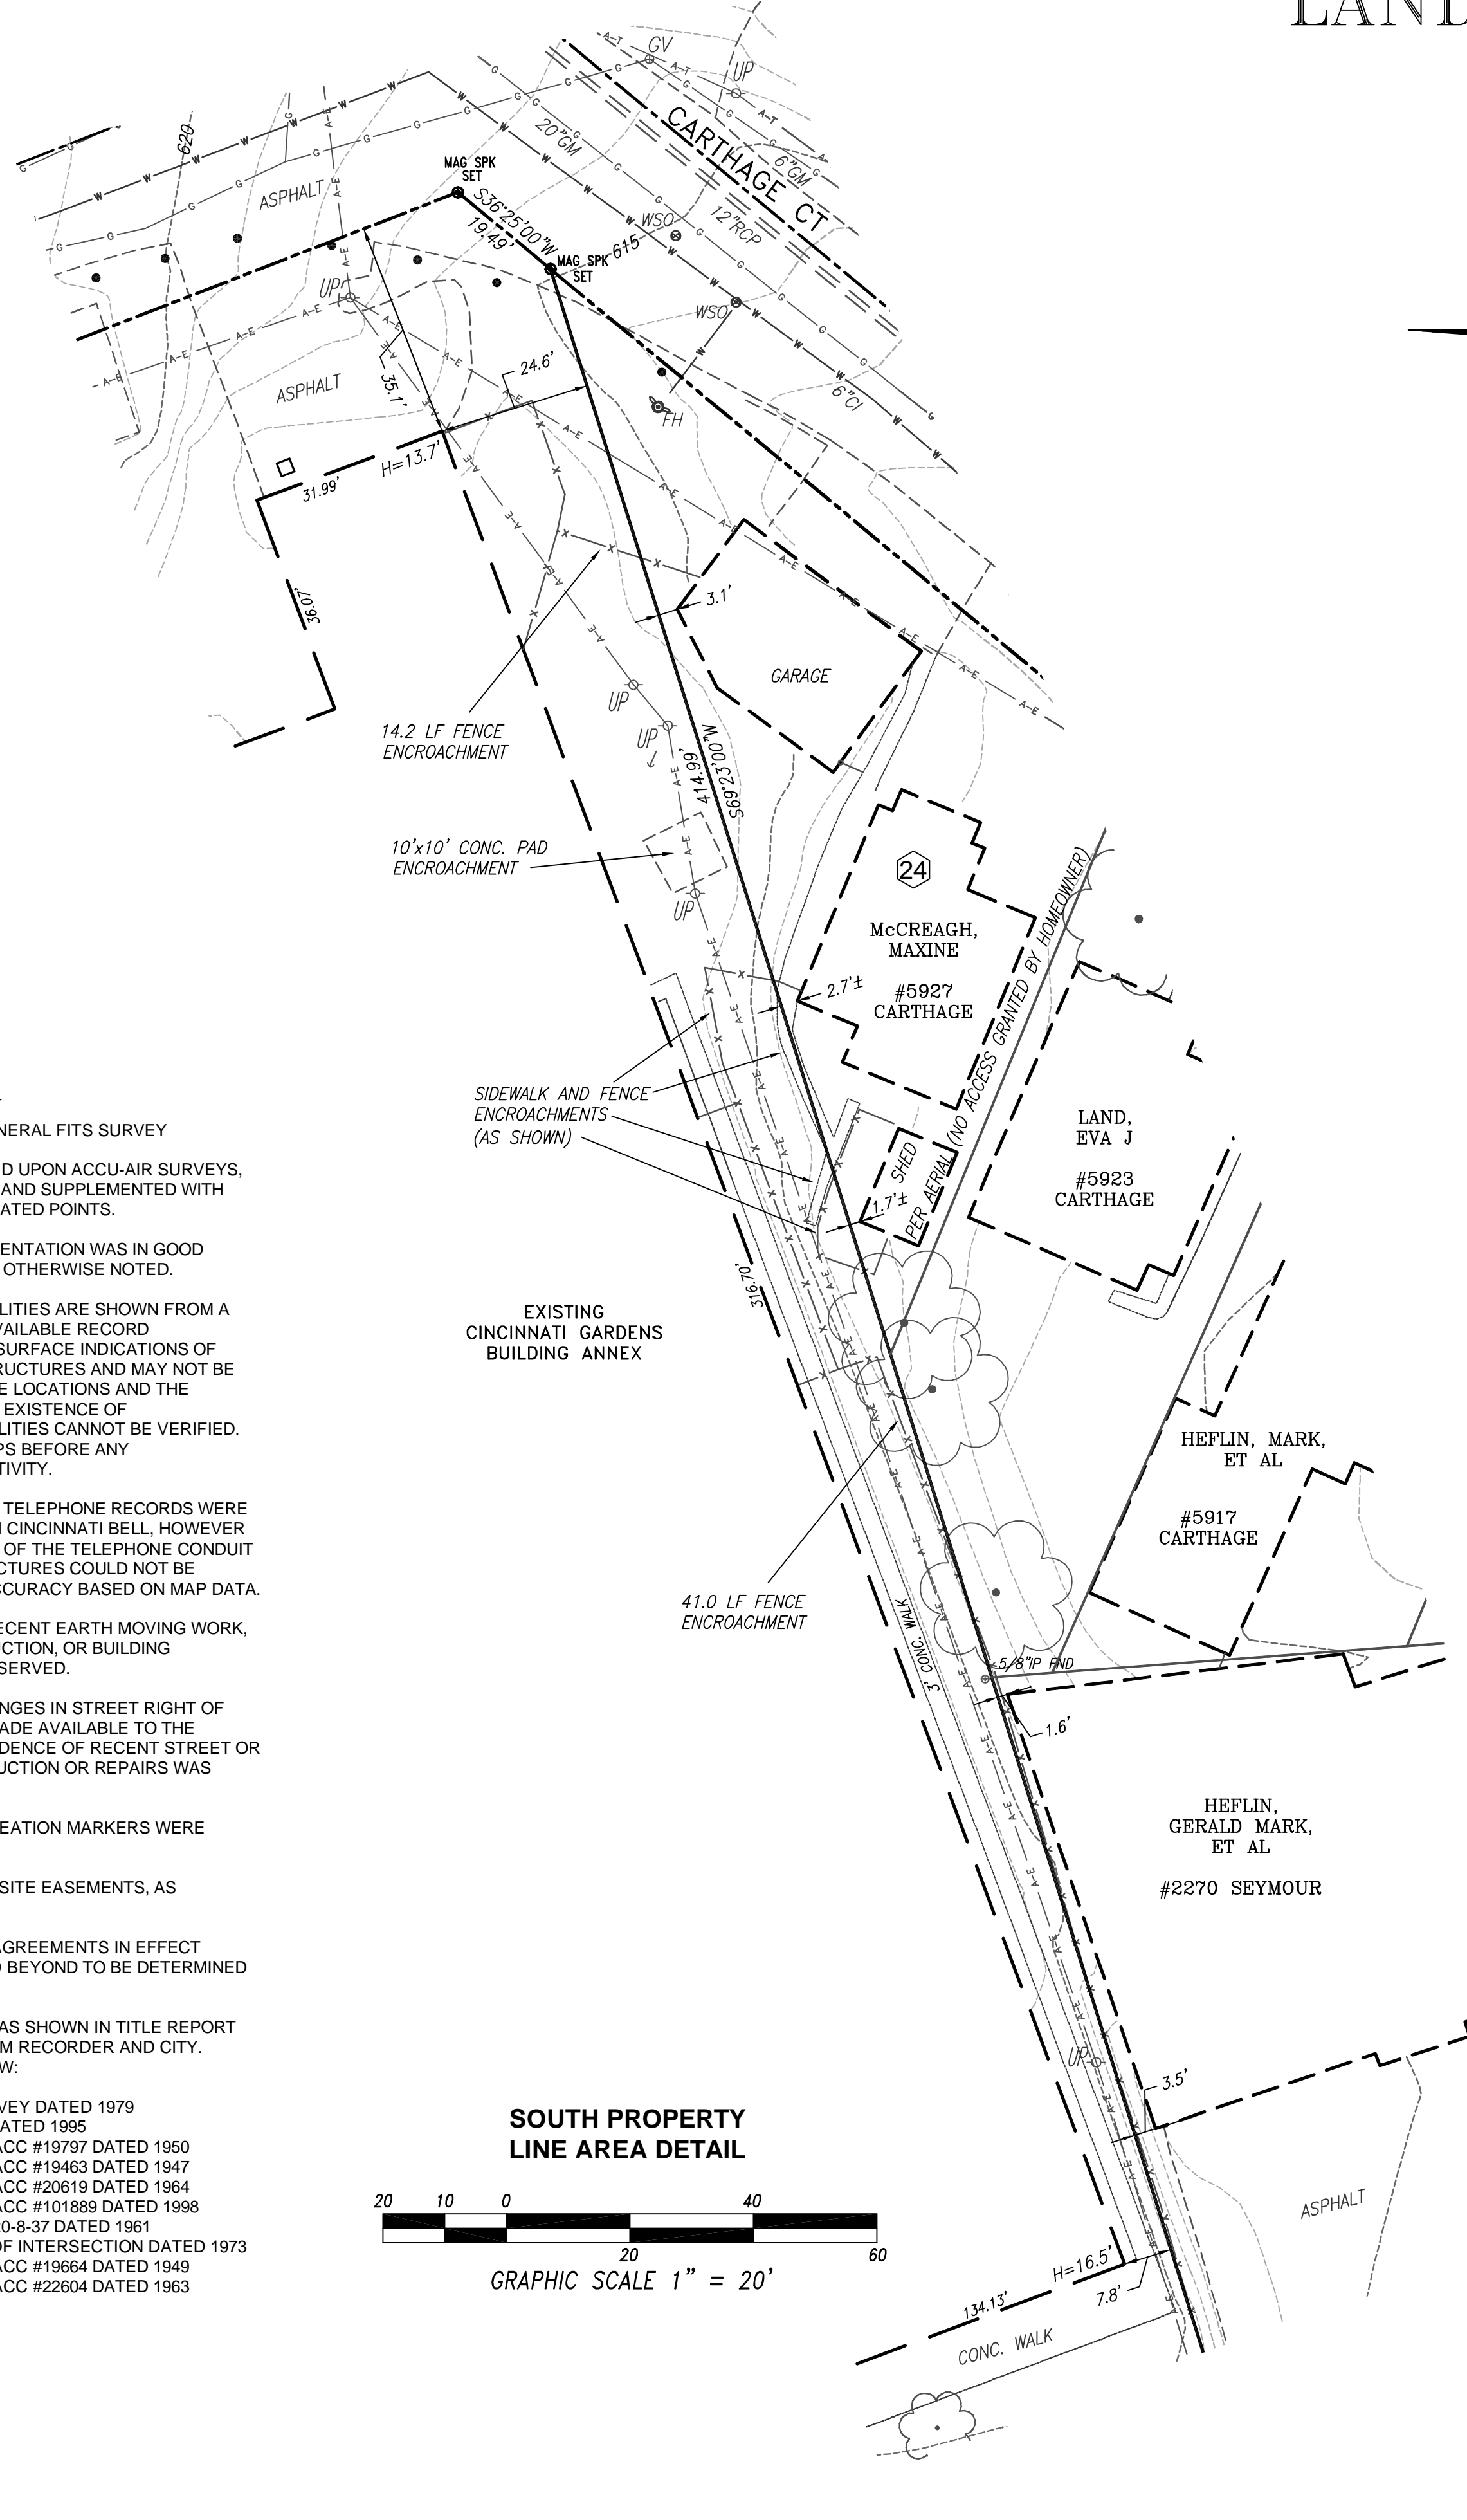 LAND
GV
UP
CARTHAGE CT
620
20"GM
6"GM
ASPHALT
MAG SPK
SET
S36°25'00"W
19.49'
WSO
12"RCP
615
MAG SPK
SET
UP
WSO
24.6'
35.1'
ASPHALT
6"CI
FH
H=13.7'
31.99'
36.07'
3.1'
GARAGE
UP
14.2 LF FENCE
ENCROACHMENT
UP
414.99'
S69°23'00"W
10'x10' CONC. PAD
ENCROACHMENT
24
UP
McCREAGH,
MAXINE
#5927
CARTHAGE
2.7'±
PER AERIAL (NO ACCESS GRANTED BY HOMEOWNER)
SIDEWALK AND FENCE
ENCROACHMENTS
(AS SHOWN)
LAND,
EVA J
#5923
CARTHAGE
SHED
1.7'±
316.70'
EXISTING
CINCINNATI GARDENS
BUILDING ANNEX
HEFLIN, MARK,
ET AL
#5917
CARTHAGE
41.0 LF FENCE
ENCROACHMENT
3' CONC. WALK
5/8"IP FND
1.6'
HEFLIN,
GERALD MARK,
ET AL
#2270 SEYMOUR
UP
3.5'
ASPHALT
H=16.5'
7.8'
134.13'
CONC. WALK
NERAL FITS SURVEY
D UPON ACCU-AIR SURVEYS,
AND SUPPLEMENTED WITH
ATED POINTS.
ENTATION WAS IN GOOD
OTHERWISE NOTED.
LITIES ARE SHOWN FROM A
VAILABLE RECORD
SURFACE INDICATIONS OF
RUCTURES AND MAY NOT BE
E LOCATIONS AND THE
EXISTENCE OF
LITIES CANNOT BE VERIFIED.
PS BEFORE ANY
TIVITY.
TELEPHONE RECORDS WERE
CINCINNATI BELL, HOWEVER
OF THE TELEPHONE CONDUIT
CTURES COULD NOT BE
CCURACY BASED ON MAP DATA.
ECENT EARTH MOVING WORK,
CTION, OR BUILDING
SERVED.
NGES IN STREET RIGHT OF
ADE AVAILABLE TO THE
DENCE OF RECENT STREET OR
UCTION OR REPAIRS WAS
EATION MARKERS WERE
SITE EASEMENTS, AS
AGREEMENTS IN EFFECT
BEYOND TO BE DETERMINED
AS SHOWN IN TITLE REPORT
M RECORDER AND CITY.
W:
VEY DATED 1979
ATED 1995
ACC #19797 DATED 1950
ACC #19463 DATED 1947
ACC #20619 DATED 1964
ACC #101889 DATED 1998
20-8-37 DATED 1961
OF INTERSECTION DATED 1973
ACC #19664 DATED 1949
ACC #22604 DATED 1963
SOUTH PROPERTY
LINE AREA DETAIL
20 10 0 40
20 60
GRAPHIC SCALE 1" = 20'